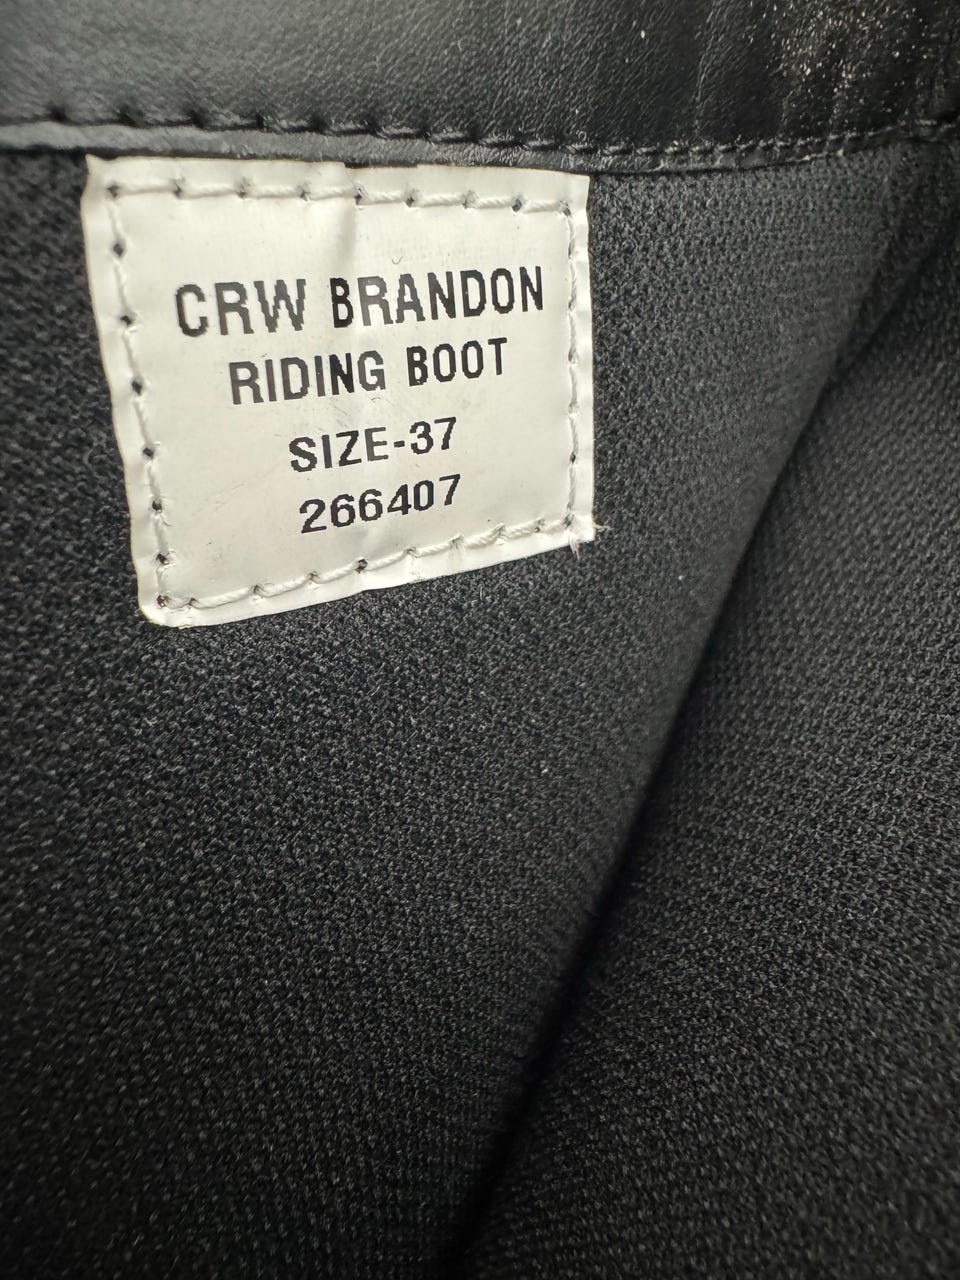 CRW BRANDON
RIDING BOOT
SIZE-37
266407